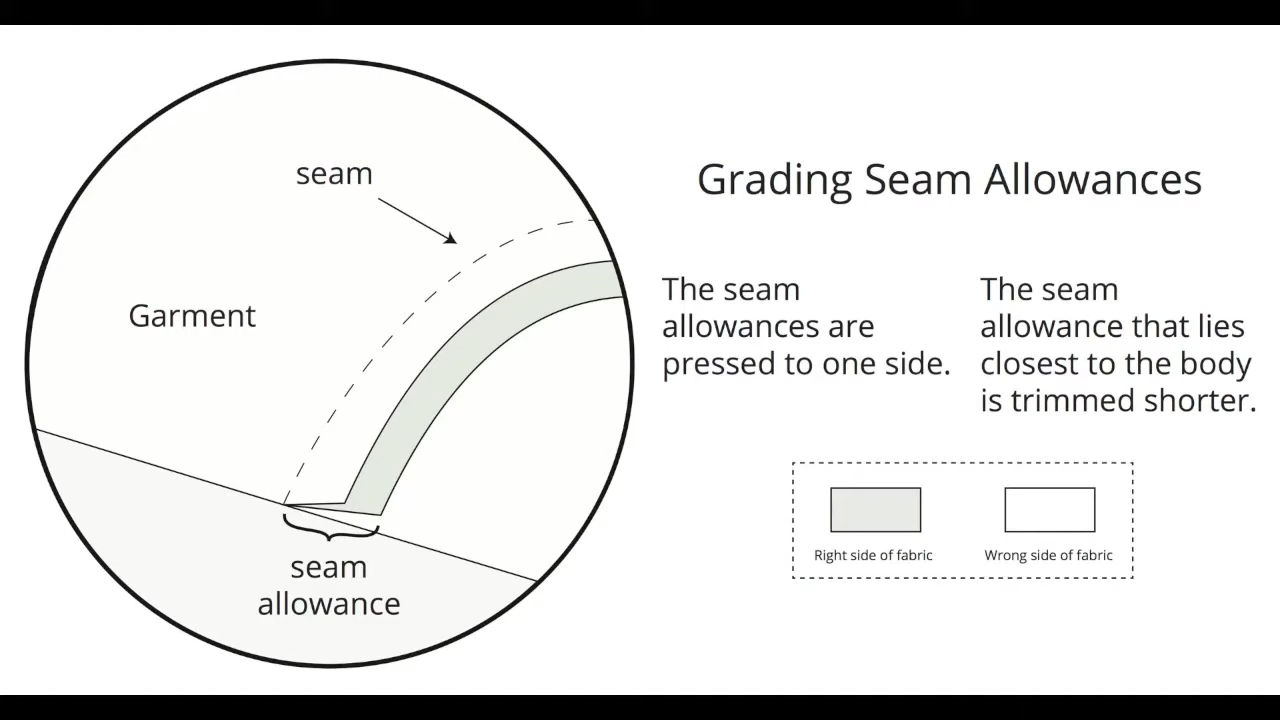 seam
Garment
seam
allowance
Grading Seam Allowances
The seam
allowances are
pressed to one side.
The seam
allowance that lies
closest to the body
is trimmed shorter.
Right side of fabric
Wrong side of fabric